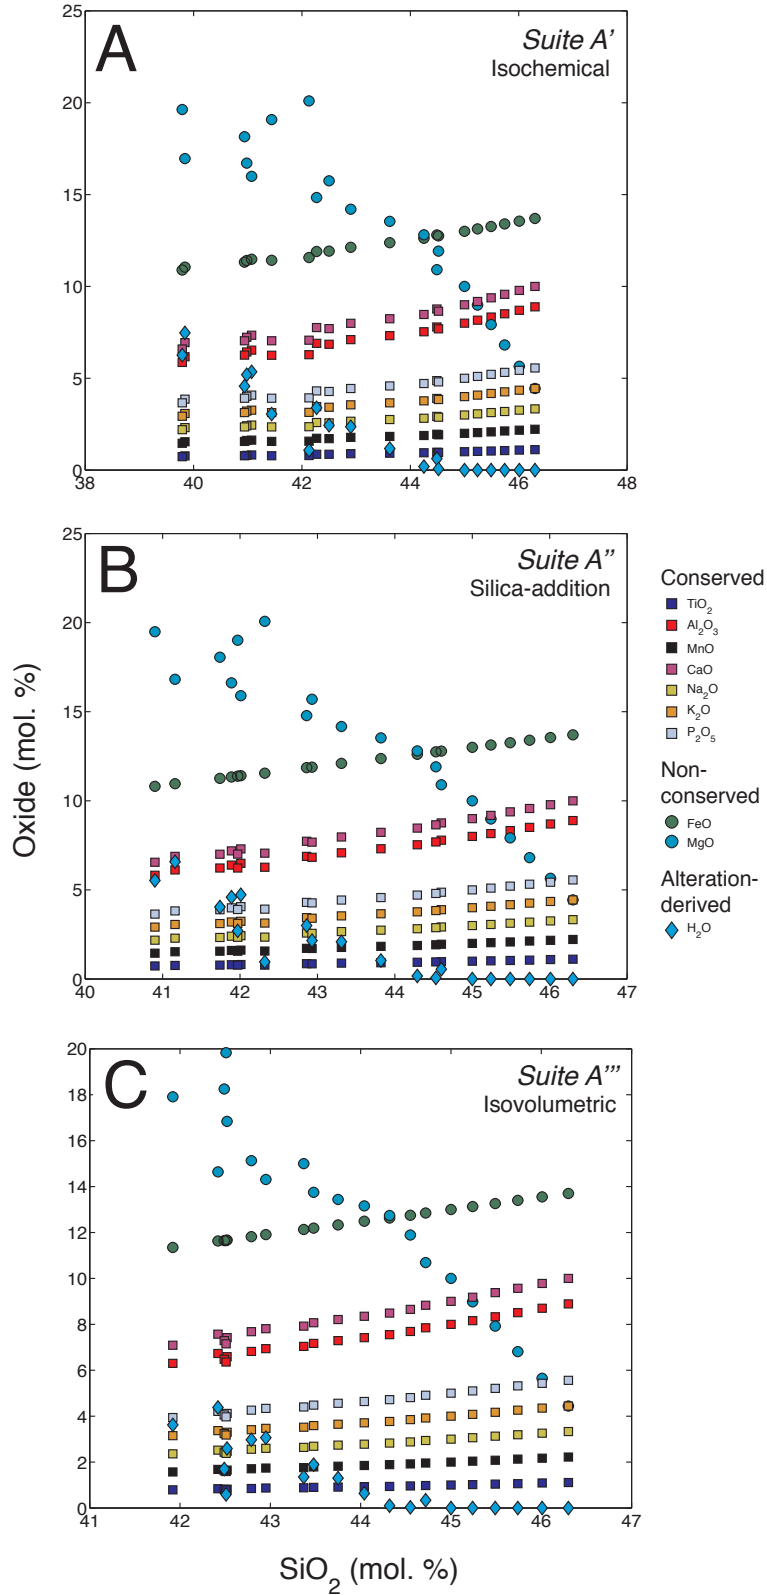 A
Suite A′
Isochemical
25
20
15
10
5
0
38 40 42 44 46 48
B
Suite A″
Silica-addition
25
20
15
10
5
0
40 41 42 43 44 45 46 47
C
Suite A‴
Isovolumetric
20
18
16
14
12
10
8
6
4
2
0
41 42 43 44 45 46 47
Oxide (mol. %)
SiO2 (mol. %)
Conserved
TiO2
Al2O3
MnO
CaO
Na2O
K2O
P2O5
Non-
conserved
FeO
MgO
Alteration-
derived
H2O